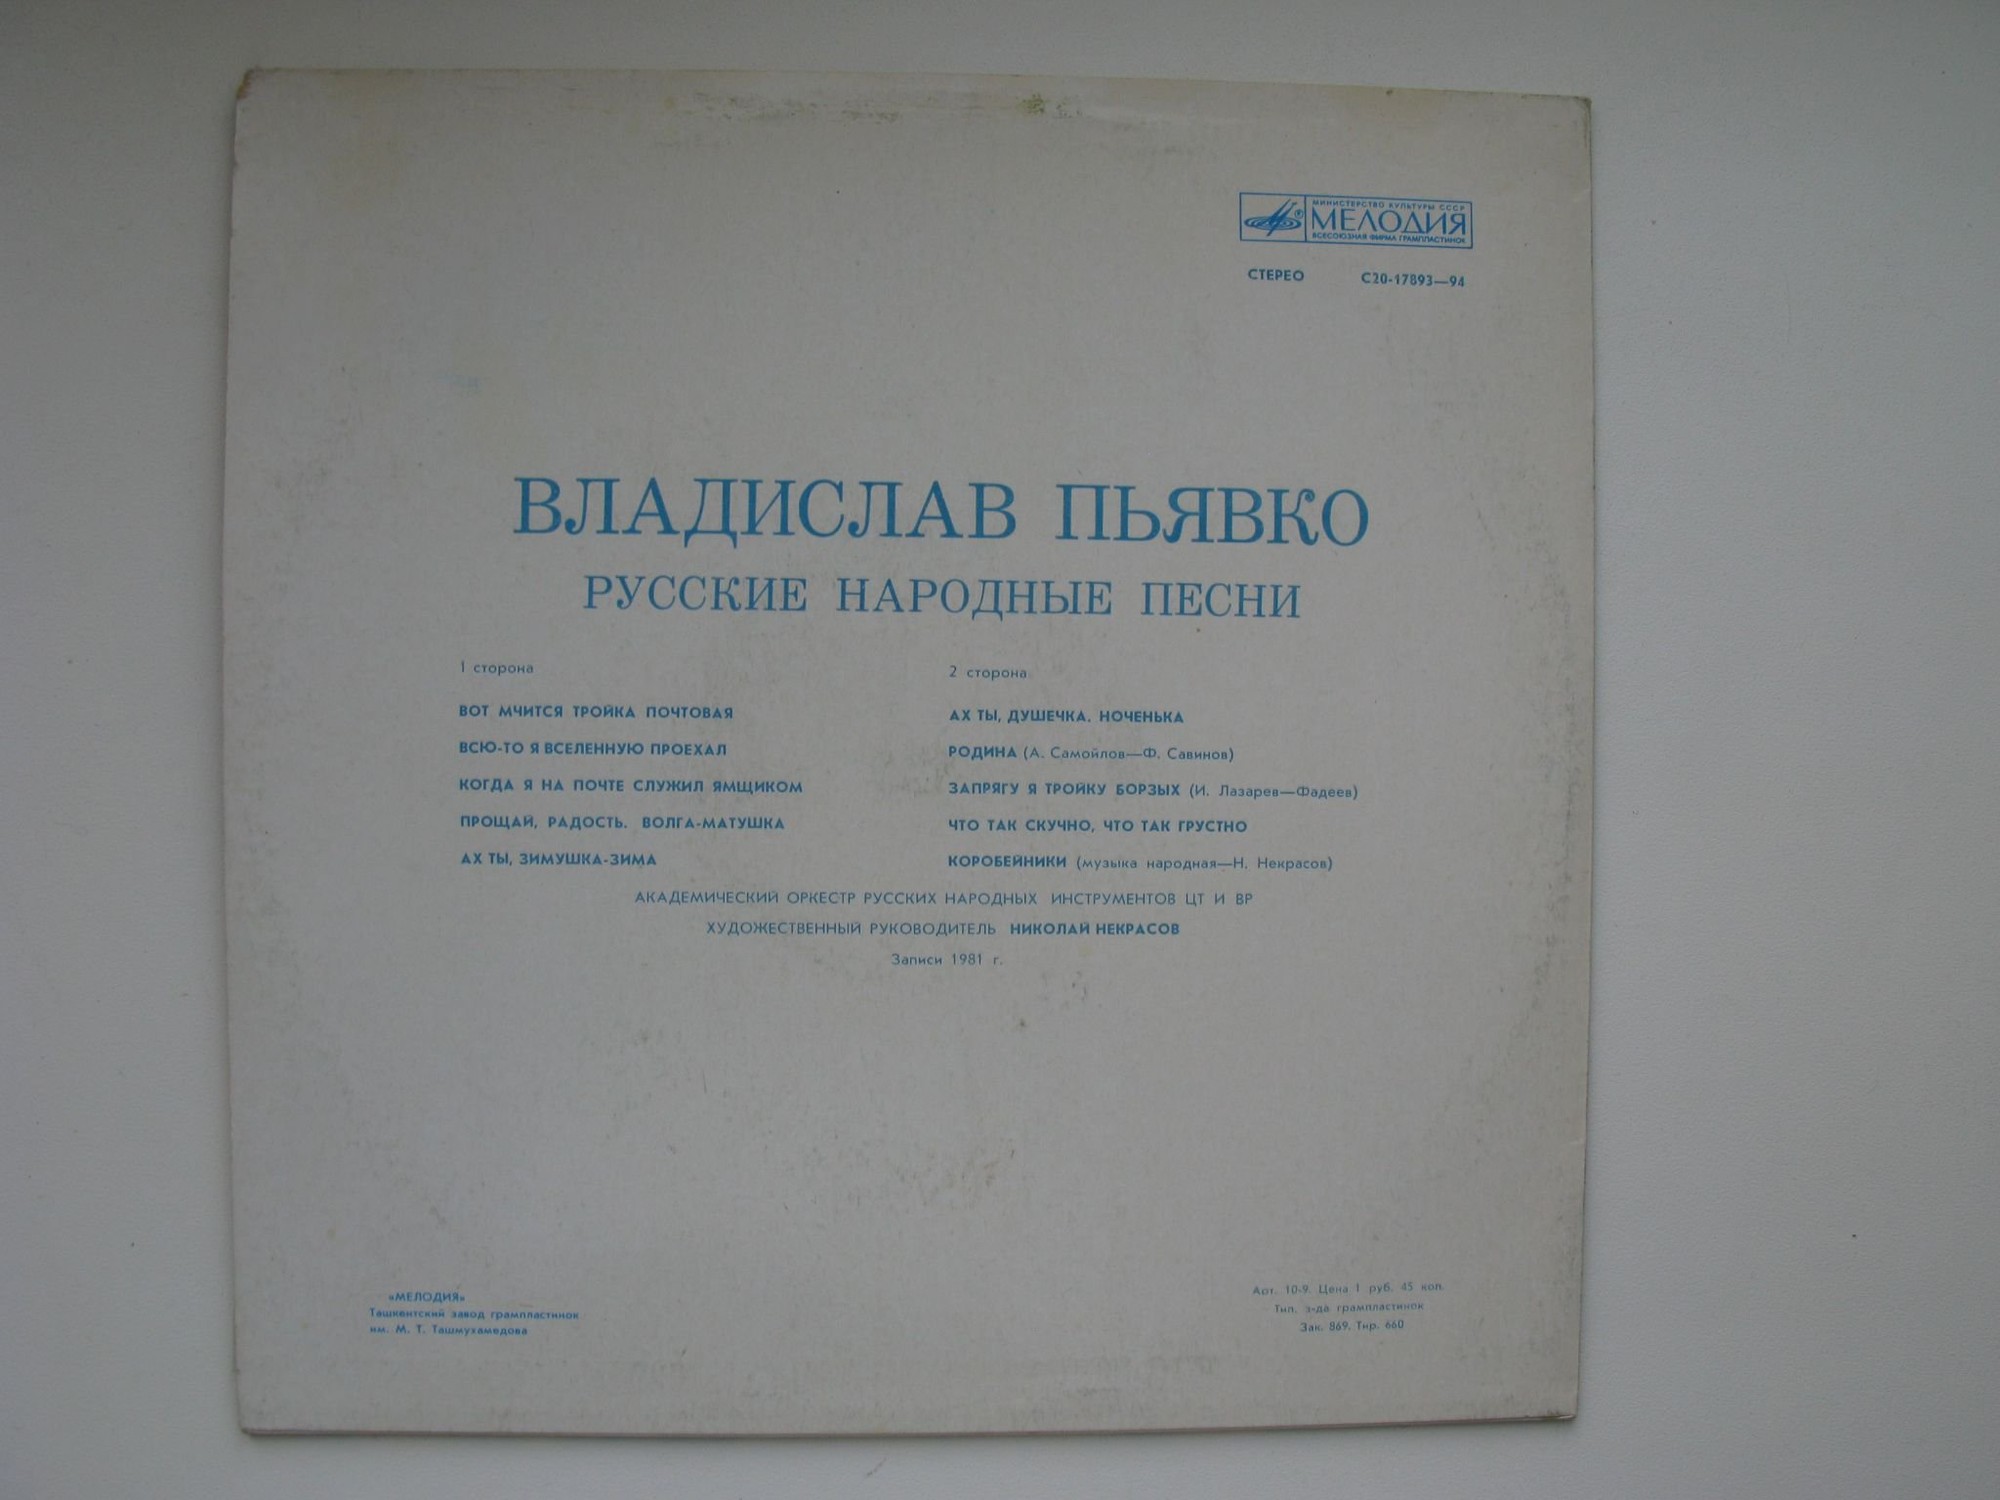 МИНИСТЕРСТВО КУЛЬТУРЫ СССР
МЕЛОДИЯ
ВСЕСОЮЗНАЯ ФИРМА ГРАМПЛАСТИНОК
СТЕРЕО С20-17893—94
ВЛАДИСЛАВ ПЬЯВКО
РУССКИЕ НАРОДНЫЕ ПЕСНИ
1 сторона
ВОТ МЧИТСЯ ТРОЙКА ПОЧТОВАЯ
ВСЮ-ТО Я ВСЕЛЕННУЮ ПРОЕХАЛ
КОГДА Я НА ПОЧТЕ СЛУЖИЛ ЯМЩИКОМ
ПРОЩАЙ, РАДОСТЬ. ВОЛГА-МАТУШКА
АХ ТЫ, ЗИМУШКА-ЗИМА
2 сторона
АХ ТЫ, ДУШЕЧКА. НОЧЕНЬКА
РОДИНА (А. Самойлов—Ф. Савинов)
ЗАПРЯГУ Я ТРОЙКУ БОРЗЫХ (И. Лазарев—Фадеев)
ЧТО ТАК СКУЧНО, ЧТО ТАК ГРУСТНО
КОРОБЕЙНИКИ (музыка народная—Н. Некрасов)
АКАДЕМИЧЕСКИЙ ОРКЕСТР РУССКИХ НАРОДНЫХ ИНСТРУМЕНТОВ ЦТ И ВР
ХУДОЖЕСТВЕННЫЙ РУКОВОДИТЕЛЬ НИКОЛАЙ НЕКРАСОВ
Записи 1981 г.
«МЕЛОДИЯ»
Ташкентский завод грампластинок
им. М. Т. Ташмухамедова
Арт. 10-9. Цена 1 руб. 45 коп.
Тип. з-да грампластинок
Зак. 869. Тир. 660